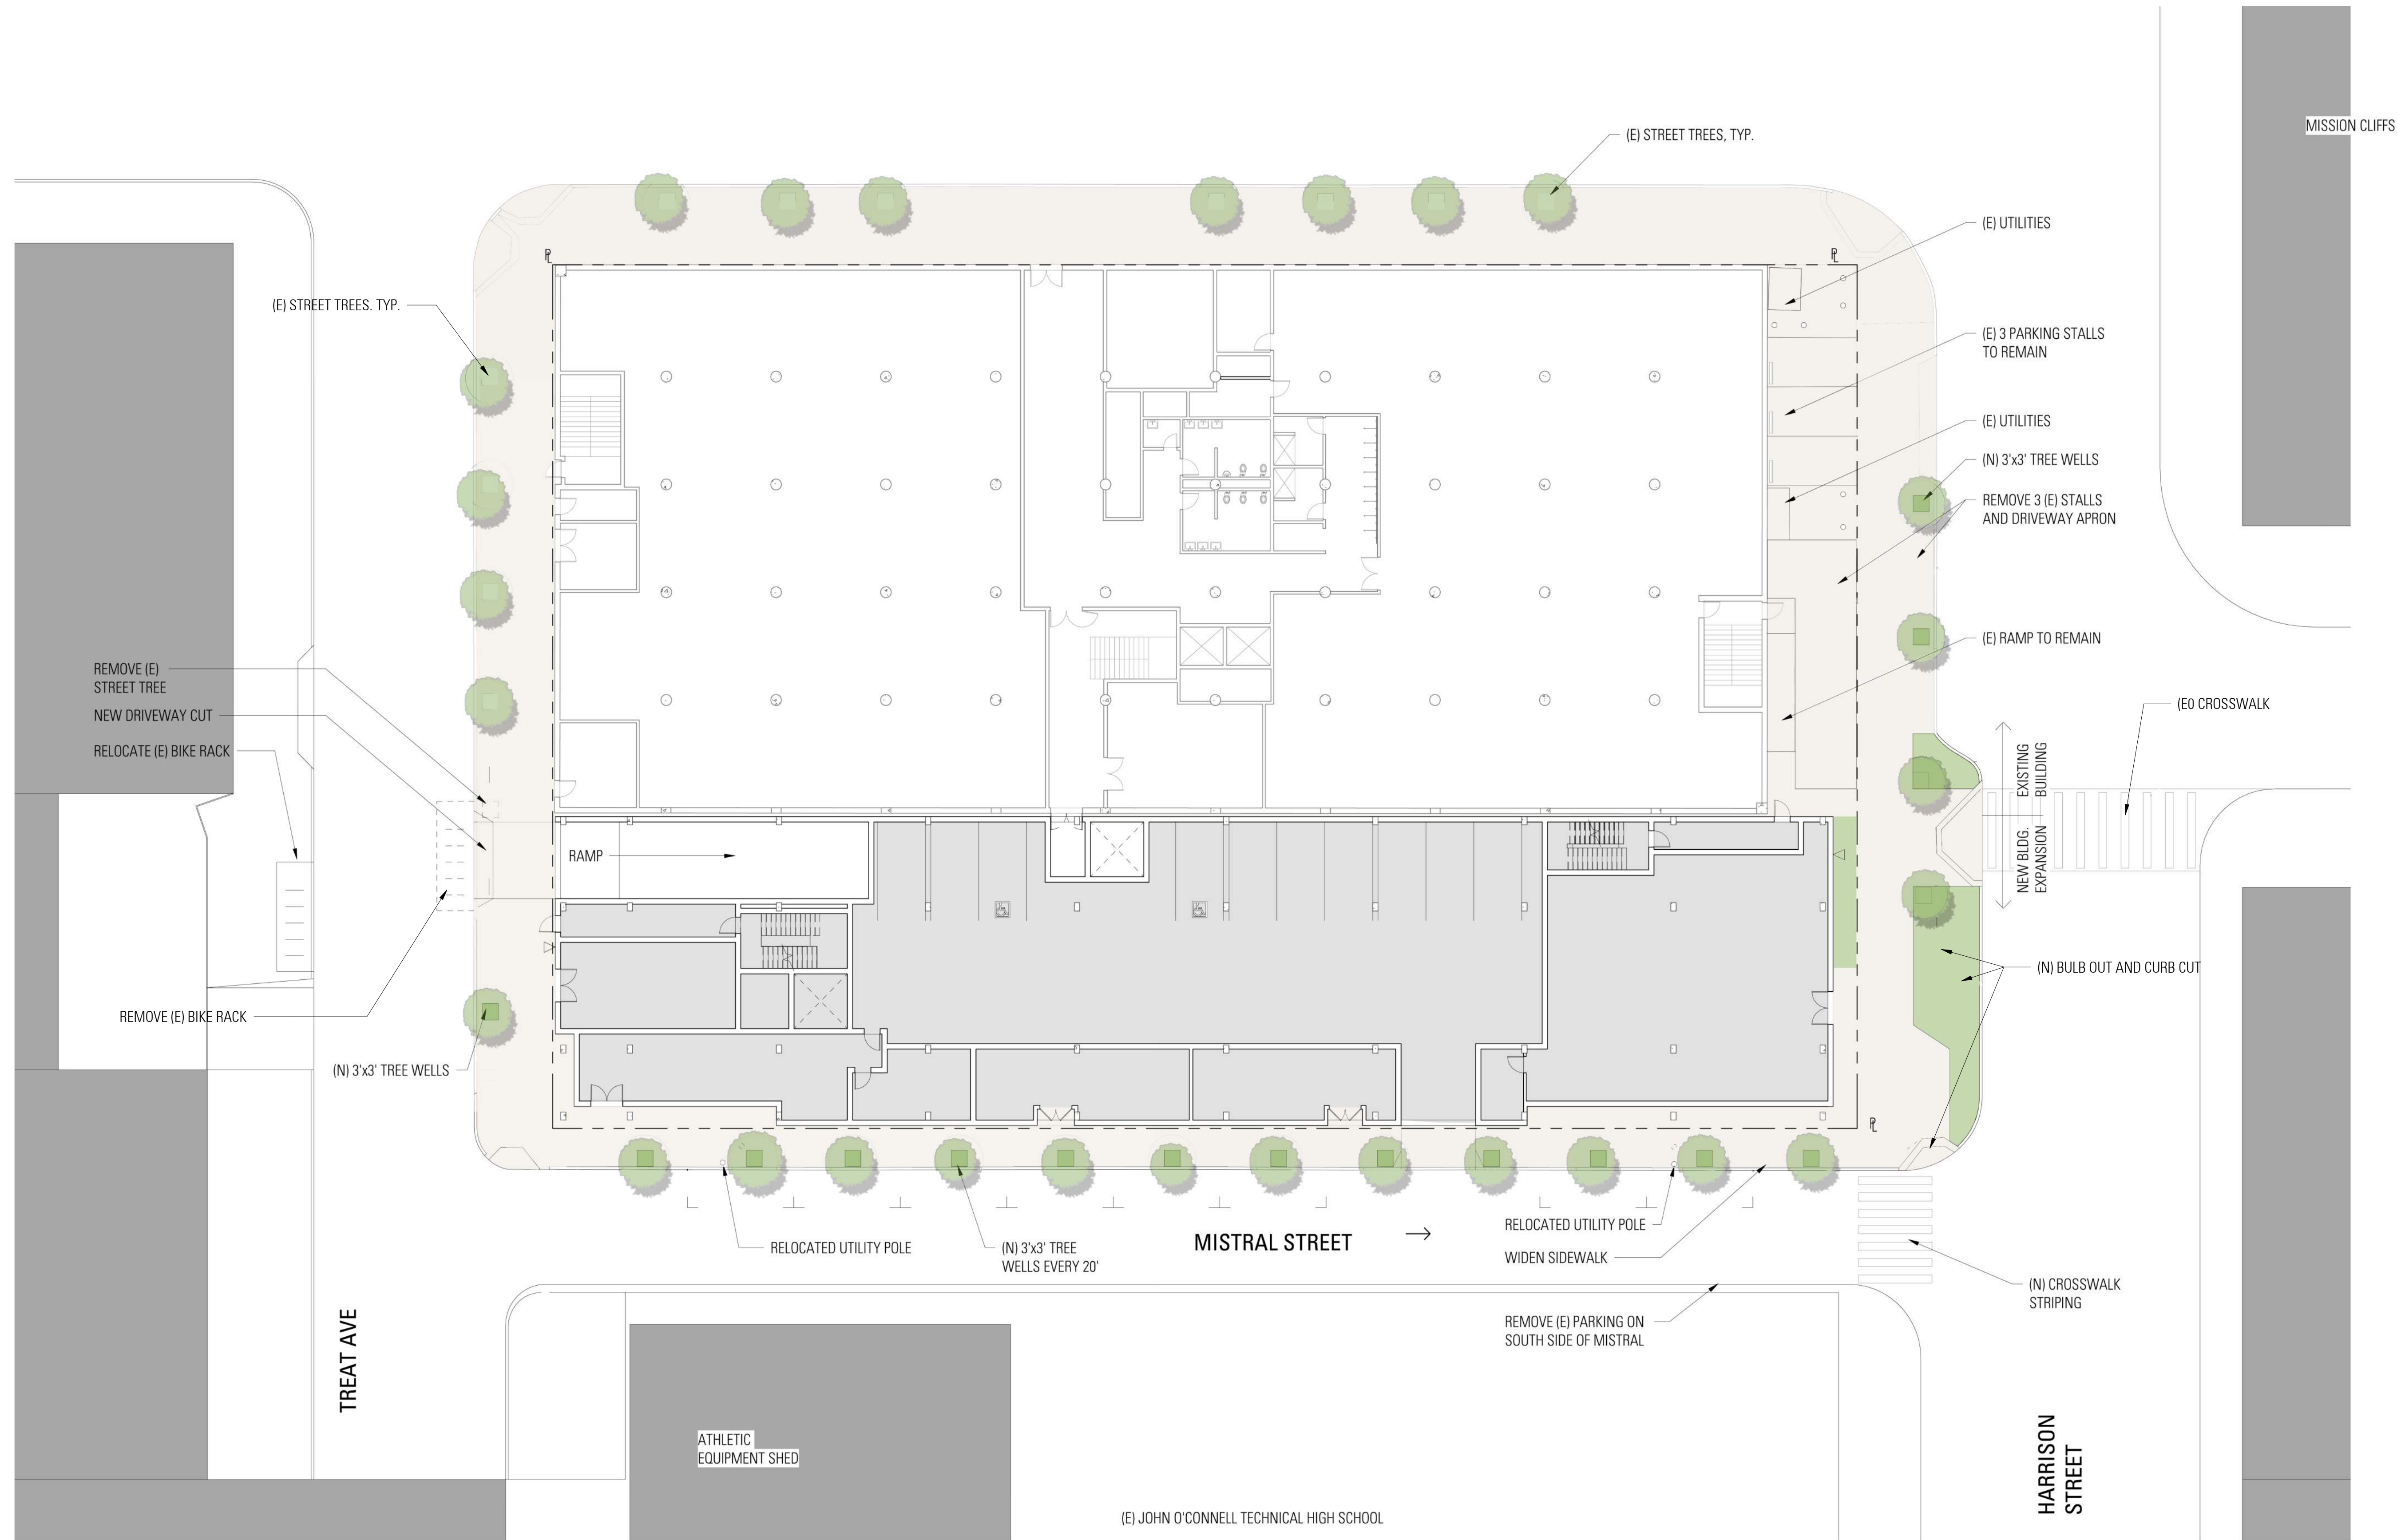 MISSION CLIFFS
(E) STREET TREES, TYP.
(E) UTILITIES
PL
PL
(E) STREET TREES. TYP.
(E) 3 PARKING STALLS
TO REMAIN
(E) UTILITIES
(N) 3'x3' TREE WELLS
REMOVE 3 (E) STALLS
AND DRIVEWAY APRON
(E) RAMP TO REMAIN
REMOVE (E)
STREET TREE
NEW DRIVEWAY CUT
RELOCATE (E) BIKE RACK
(E0 CROSSWALK
EXISTING
BUILDING
NEW BLDG.
EXPANSION
RAMP
(N) BULB OUT AND CURB CUT
REMOVE (E) BIKE RACK
(N) 3'x3' TREE WELLS
PL
RELOCATED UTILITY POLE
(N) 3'x3' TREE
WELLS EVERY 20'
MISTRAL STREET
RELOCATED UTILITY POLE
WIDEN SIDEWALK
(N) CROSSWALK
STRIPING
REMOVE (E) PARKING ON
SOUTH SIDE OF MISTRAL
TREAT AVE
ATHLETIC
EQUIPMENT SHED
HARRISON
STREET
(E) JOHN O'CONNELL TECHNICAL HIGH SCHOOL